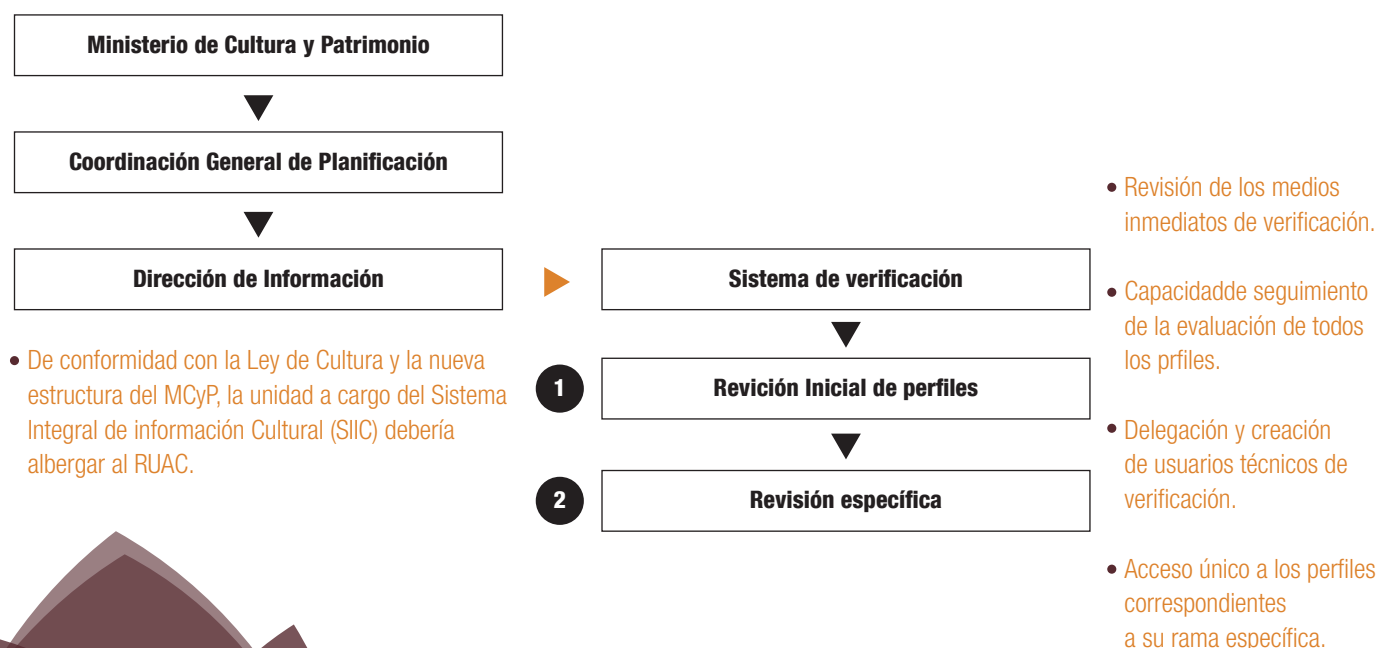 Ministerio de Cultura y Patrimonio
Coordinación General de Planificación
Dirección de Información
• De conformidad con la Ley de Cultura y la nueva
estructura del MCyP, la unidad a cargo del Sistema
Integral de información Cultural (SIIC) debería
albergar al RUAC.
Sistema de verificación
1
Revición Inicial de perfiles
2
Revisión específica
• Revisión de los medios
inmediatos de verificación.
• Capacidadde seguimiento
de la evaluación de todos
los prfiles.
• Delegación y creación
de usuarios técnicos de
verificación.
• Acceso único a los perfiles
correspondientes
a su rama específica.